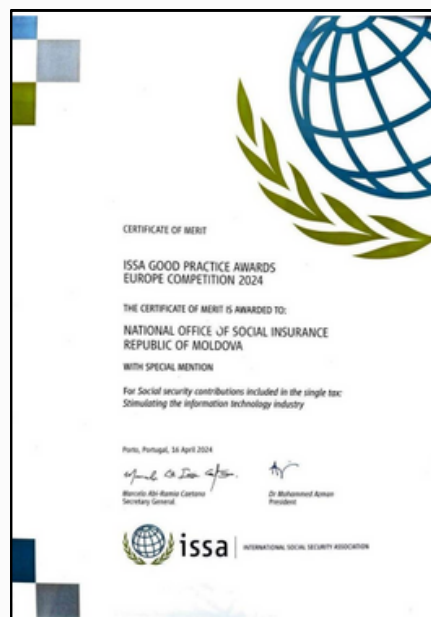 CERTIFICATE OF MERIT
ISSA GOOD PRACTICE AWARDS
EUROPE COMPETITION 2024
THE CERTIFICATE OF MERIT IS AWARDED TO:
NATIONAL OFFICE OF SOCIAL INSURANCE
REPUBLIC OF MOLDOVA
WITH SPECIAL MENTION
For Social security contributions included in the single tax:
Stimulating the information technology industry
Porto, Portugal, 16 April 2024
Marcelo Abi-Ramia Caetano
Secretary General
Dr Mohammed Azman
President
issa | INTERNATIONAL SOCIAL SECURITY ASSOCIATION